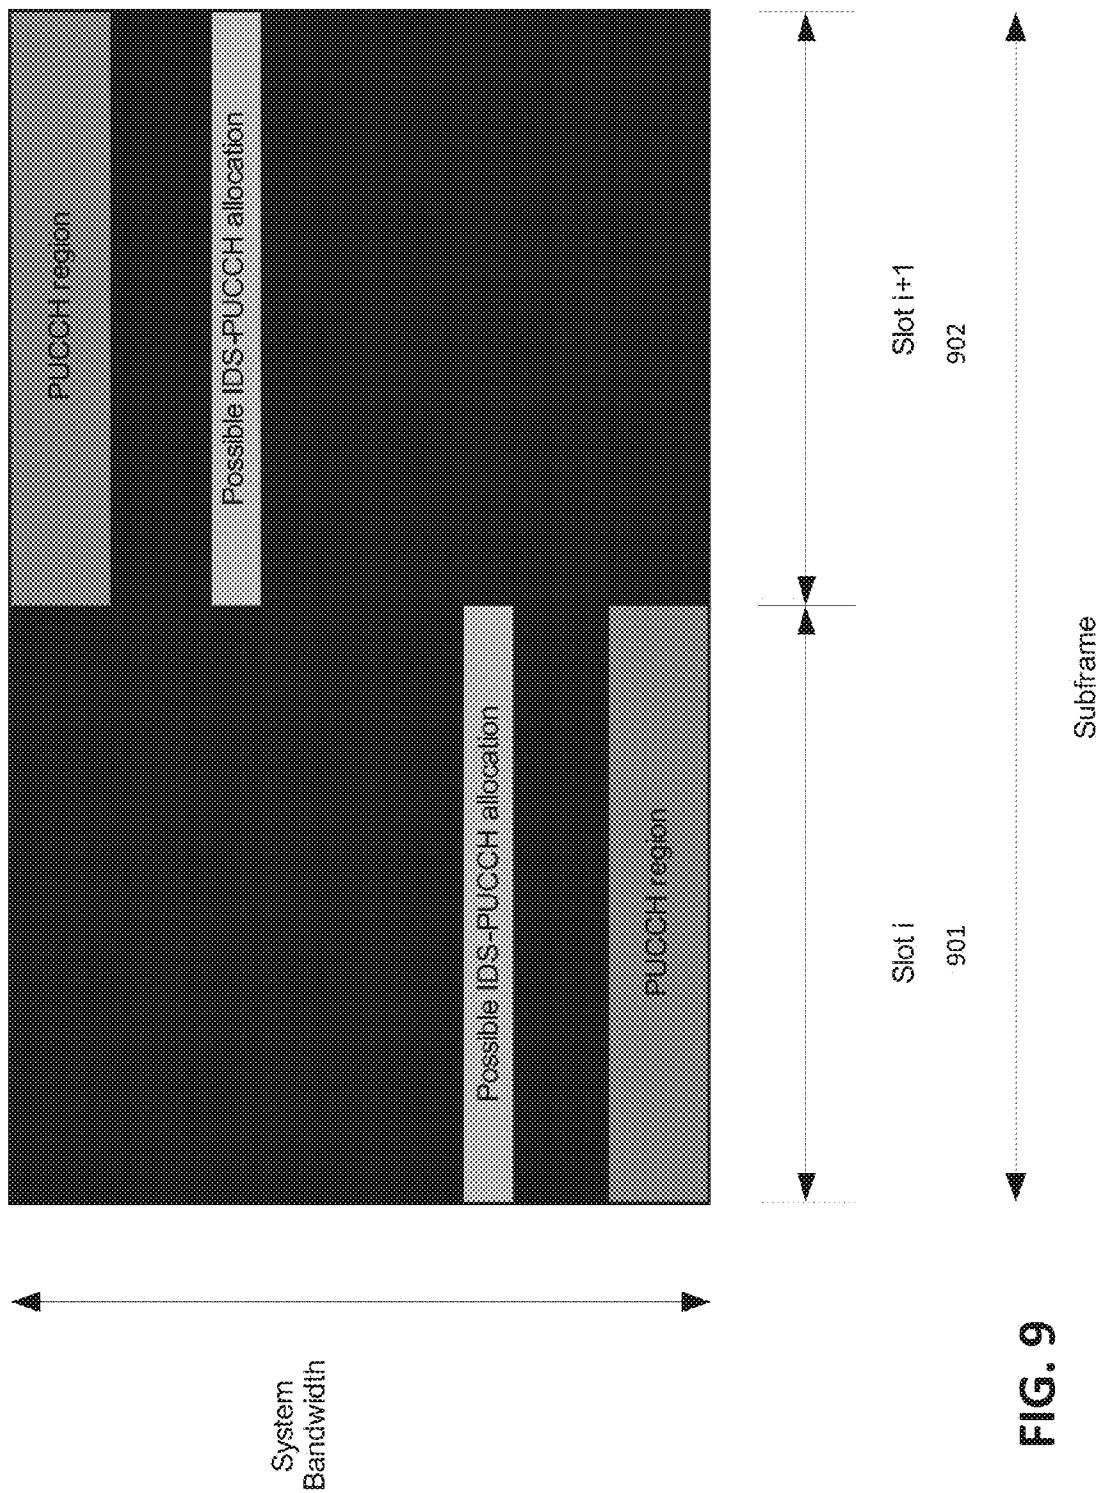 PUCCH region
Possible IDS-PUCCH allocation
Possible IDS-PUCCH allocation
PUCCH region
System
Bandwidth
Slot i
901
Slot i+1
902
Subframe
FIG. 9